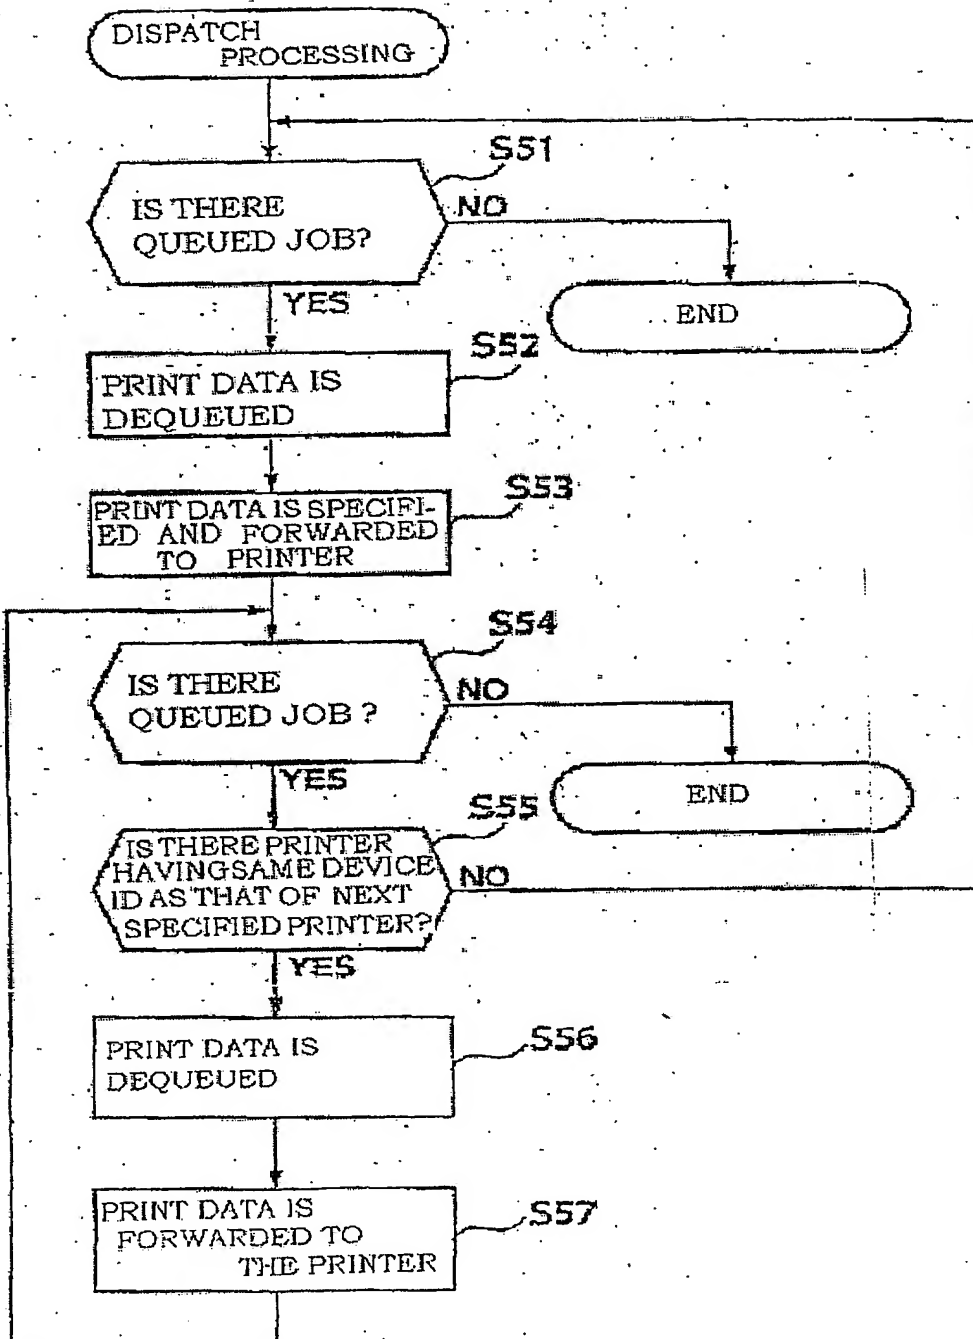 DISPATCH
PROCESSING
S51
IS THERE
QUEUED JOB?
NO
YES
END
S52
PRINT DATA IS
DEQUEUED
S53
PRINT DATA IS SPECIFI-
ED AND FORWARDED
TO PRINTER
S54
IS THERE
QUEUED JOB ?
NO
YES
END
S55
IS THERE PRINTER
HAVING SAME DEVICE
ID AS THAT OF NEXT
SPECIFIED PRINTER?
NO
YES
S56
PRINT DATA IS
DEQUEUED
S57
PRINT DATA IS
FORWARDED TO
THE PRINTER